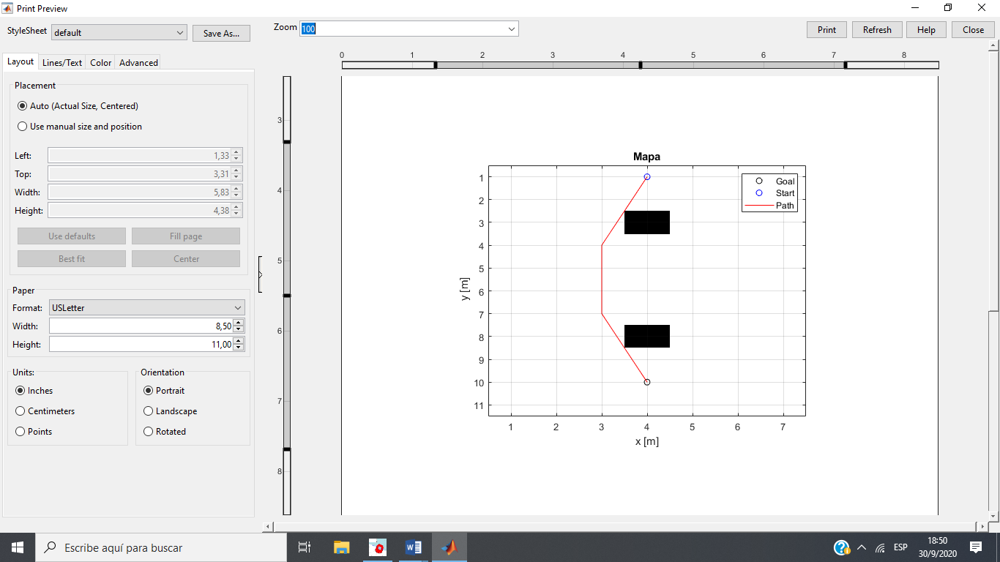 Print Preview
StyleSheet default Save As... Zoom 100 Print Refresh Help Close
Layout Lines/Text Color Advanced
Placement
Auto (Actual Size, Centered)
Use manual size and position
Left: 1,33
Top: 3,31
Width: 5,83
Height: 4,38
Use defaults Fill page
Best fit Center
Paper
Format: USLetter
Width: 8,50
Height: 11,00
Units:
Inches
Centimeters
Points
Orientation
Portrait
Landscape
Rotated
0 1 2 3 4 5 6 7 8
3
4
5
6
7
8
Mapa
Goal
Start
Path
y [m]
1
2
3
4
5
6
7
8
9
10
11
1 2 3 4 5 6 7
x [m]
Escribe aquí para buscar
ESP
18:50
30/9/2020